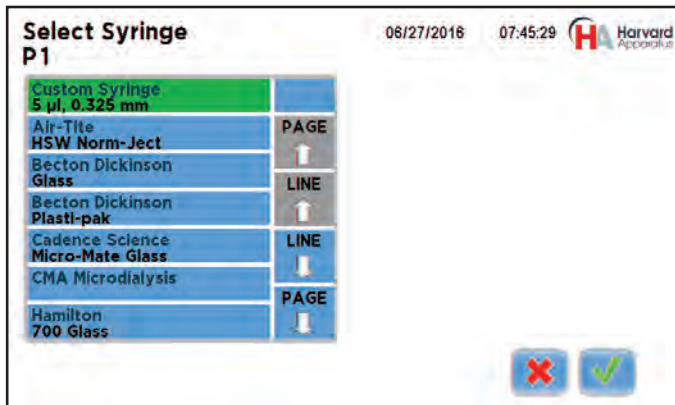 Select Syringe
P1
06/27/2016
07:45:29
HA
Harvard
Apparatus
Custom Syringe
5 µl, 0.325 mm
Air-Tite
HSW Norm-Ject
Becton Dickinson
Glass
Becton Dickinson
Plasti-pak
Cadence Science
Micro-Mate Glass
CMA Microdialysis
Hamilton
700 Glass
PAGE
LINE
LINE
PAGE